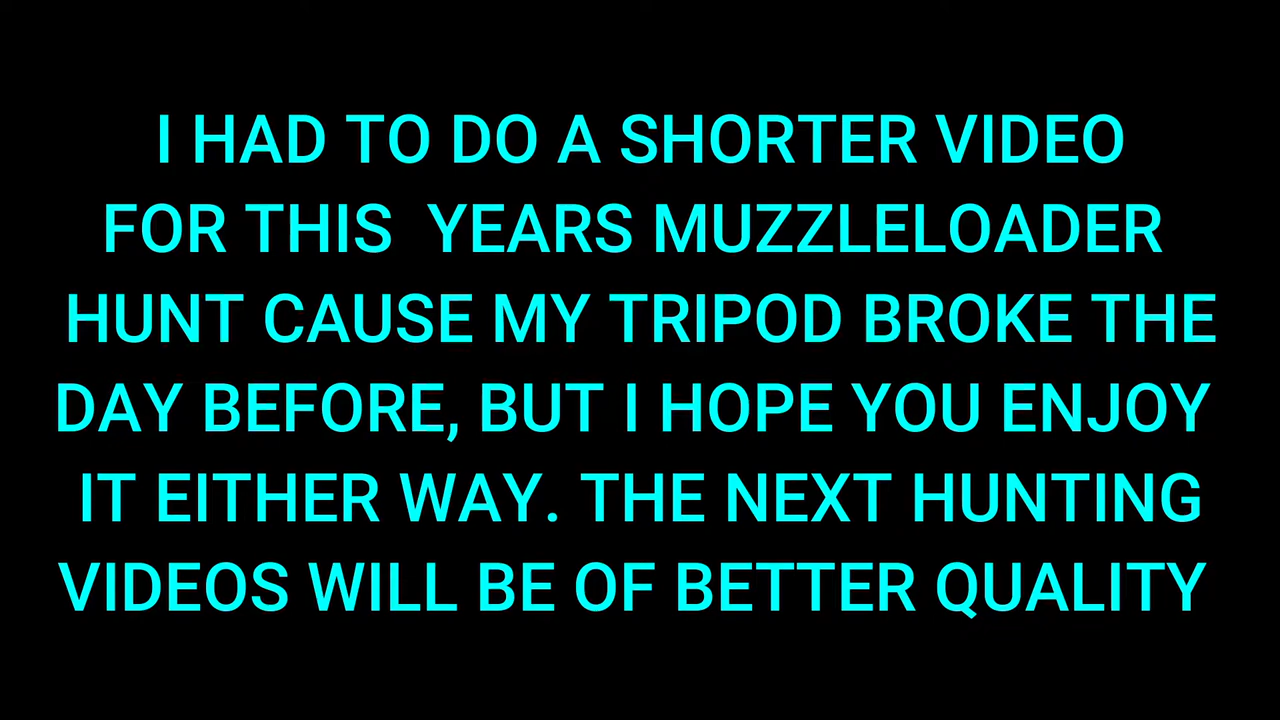 I HAD TO DO A SHORTER VIDEO
FOR THIS  YEARS MUZZLELOADER
HUNT CAUSE MY TRIPOD BROKE THE
DAY BEFORE, BUT I HOPE YOU ENJOY
IT EITHER WAY. THE NEXT HUNTING
VIDEOS WILL BE OF BETTER QUALITY